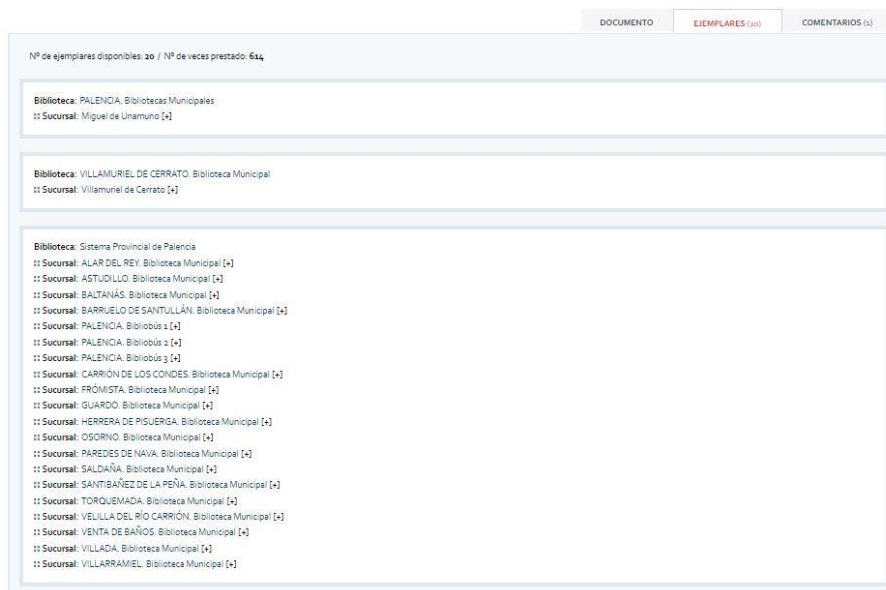 DOCUMENTO
EJEMPLARES (20)
COMENTARIOS (1)
Nº de ejemplares disponibles: 20 / Nº de veces prestado: 614
Biblioteca: PALENCIA. Bibliotecas Municipales
:: Sucursal: Miguel de Unamuno [+]
Biblioteca: VILLAMURIEL DE CERRATO. Biblioteca Municipal
:: Sucursal: Villamuriel de Cerrato [+]
Biblioteca: Sistema Provincial de Palencia
:: Sucursal: ALAR DEL REY. Biblioteca Municipal [+]
:: Sucursal: ASTUDILLO. Biblioteca Municipal [+]
:: Sucursal: BALTANÁS. Biblioteca Municipal [+]
:: Sucursal: BARRUELO DE SANTULLÁN. Biblioteca Municipal [+]
:: Sucursal: PALENCIA. Bibliobús 1 [+]
:: Sucursal: PALENCIA. Bibliobús 2 [+]
:: Sucursal: PALENCIA. Bibliobús 3 [+]
:: Sucursal: CARRIÓN DE LOS CONDES. Biblioteca Municipal [+]
:: Sucursal: FRÓMISTA. Biblioteca Municipal [+]
:: Sucursal: GUARDO. Biblioteca Municipal [+]
:: Sucursal: HERRERA DE PISUERGA. Biblioteca Municipal [+]
:: Sucursal: OSORNO. Biblioteca Municipal [+]
:: Sucursal: PAREDES DE NAVA. Biblioteca Municipal [+]
:: Sucursal: SALDAÑA. Biblioteca Municipal [+]
:: Sucursal: SANTIBAÑEZ DE LA PEÑA. Biblioteca Municipal [+]
:: Sucursal: TORQUEMADA. Biblioteca Municipal [+]
:: Sucursal: VELILLA DEL RÍO CARRIÓN. Biblioteca Municipal [+]
:: Sucursal: VENTA DE BAÑOS. Biblioteca Municipal [+]
:: Sucursal: VILLADA. Biblioteca Municipal [+]
:: Sucursal: VILLARRAMIEL. Biblioteca Municipal [+]